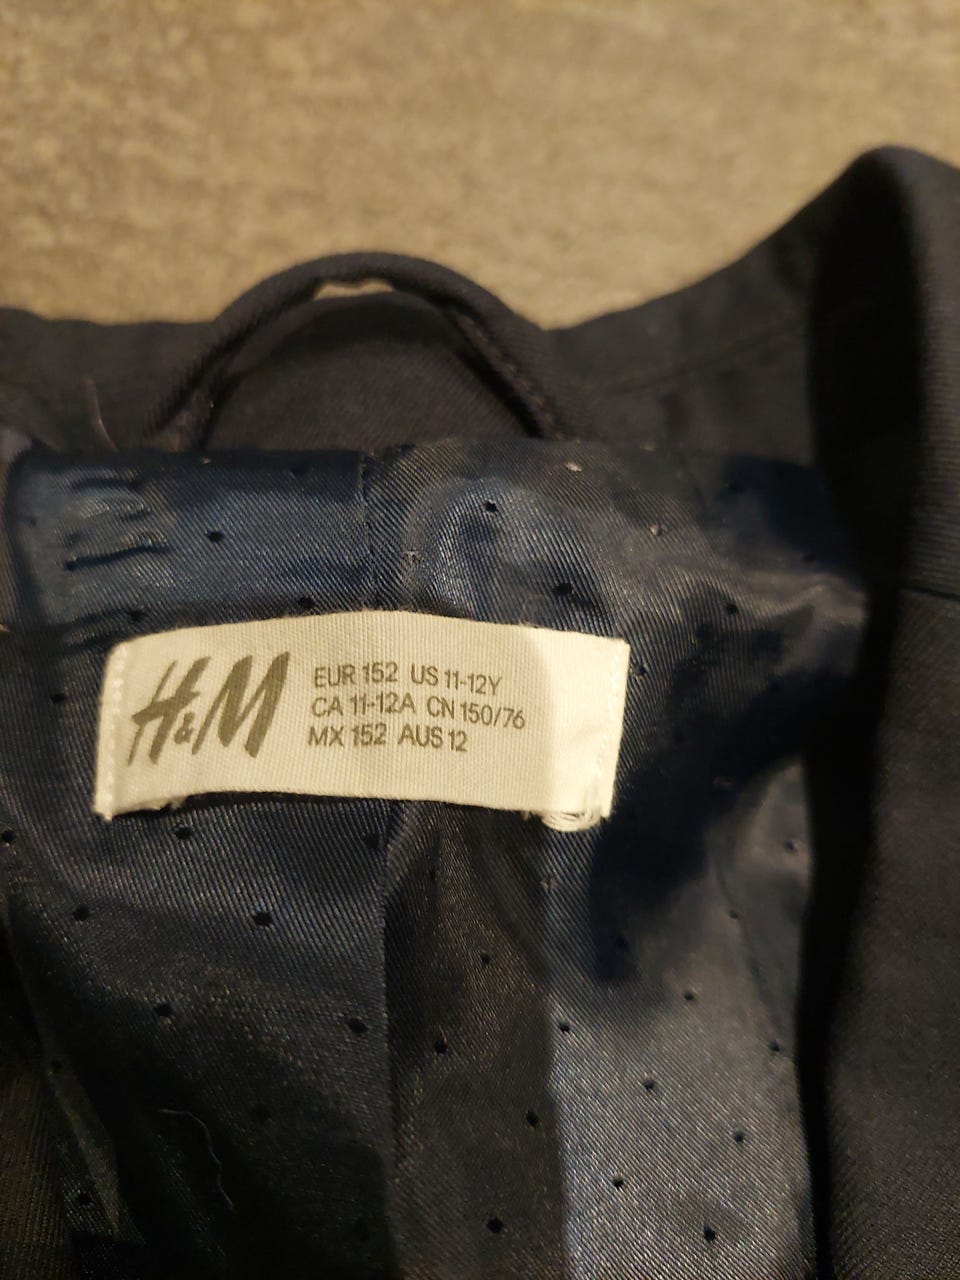 H&M
EUR 152 US 11-12Y
CA 11-12A CN 150/76
MX 152 AUS 12